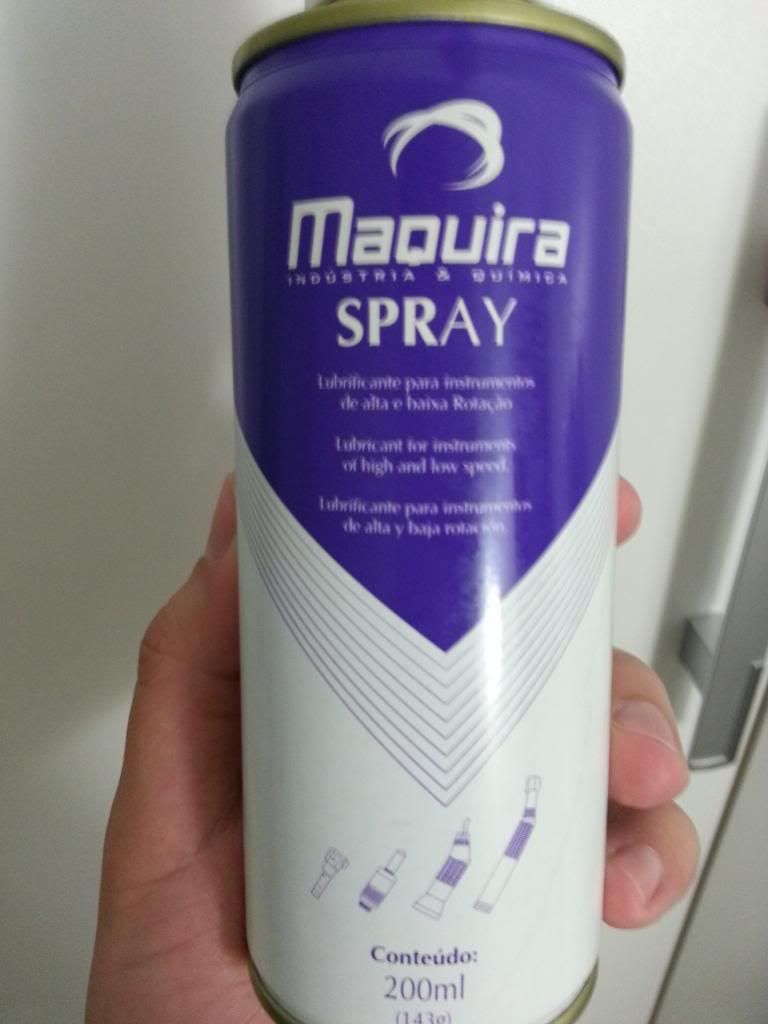 Maquira
INDÚSTRIA & QUÍMICA
SPRAY
Lubrificante para instrumentos
de alta e baixa Rotação
Lubricant for instruments
of high and low speed.
Lubrificante para instrumentos
de alta y baja rotación.
Conteúdo:
200ml
(143g)